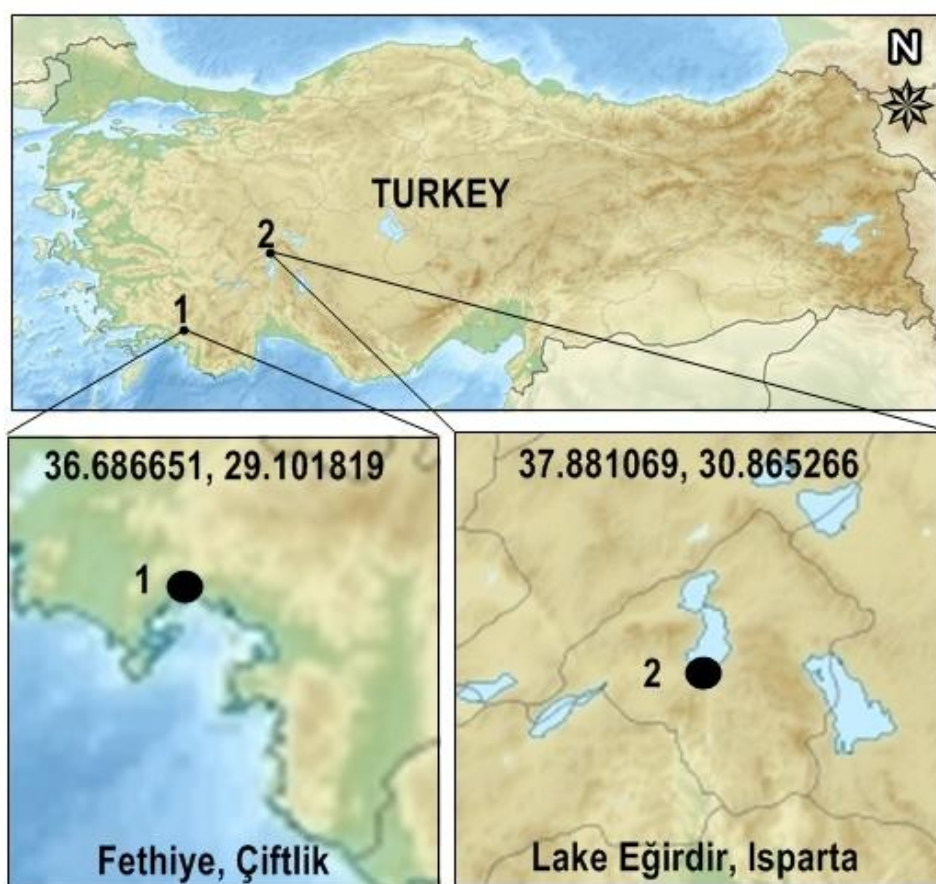 N
TURKEY
2
1
36.686651, 29.101819
1
Fethiye, Çiftlik
37.881069, 30.865266
2
Lake Eğirdir, Isparta